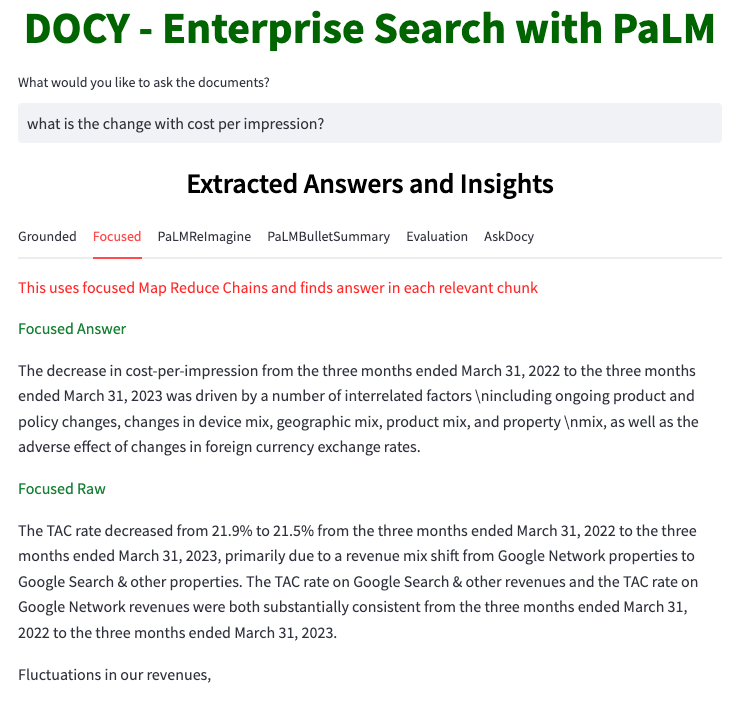 DOCY - Enterprise Search with PaLM
What would you like to ask the documents?
what is the change with cost per impression?
Extracted Answers and Insights
Grounded Focused PaLMReImagine PaLMBulletSummary Evaluation AskDocy
This uses focused Map Reduce Chains and finds answer in each relevant chunk
Focused Answer
The decrease in cost-per-impression from the three months ended March 31, 2022 to the three months
ended March 31, 2023 was driven by a number of interrelated factors \nincluding ongoing product and
policy changes, changes in device mix, geographic mix, product mix, and property \nmix, as well as the
adverse effect of changes in foreign currency exchange rates.
Focused Raw
The TAC rate decreased from 21.9% to 21.5% from the three months ended March 31, 2022 to the three
months ended March 31, 2023, primarily due to a revenue mix shift from Google Network properties to
Google Search & other properties. The TAC rate on Google Search & other revenues and the TAC rate on
Google Network revenues were both substantially consistent from the three months ended March 31,
2022 to the three months ended March 31, 2023.
Fluctuations in our revenues,